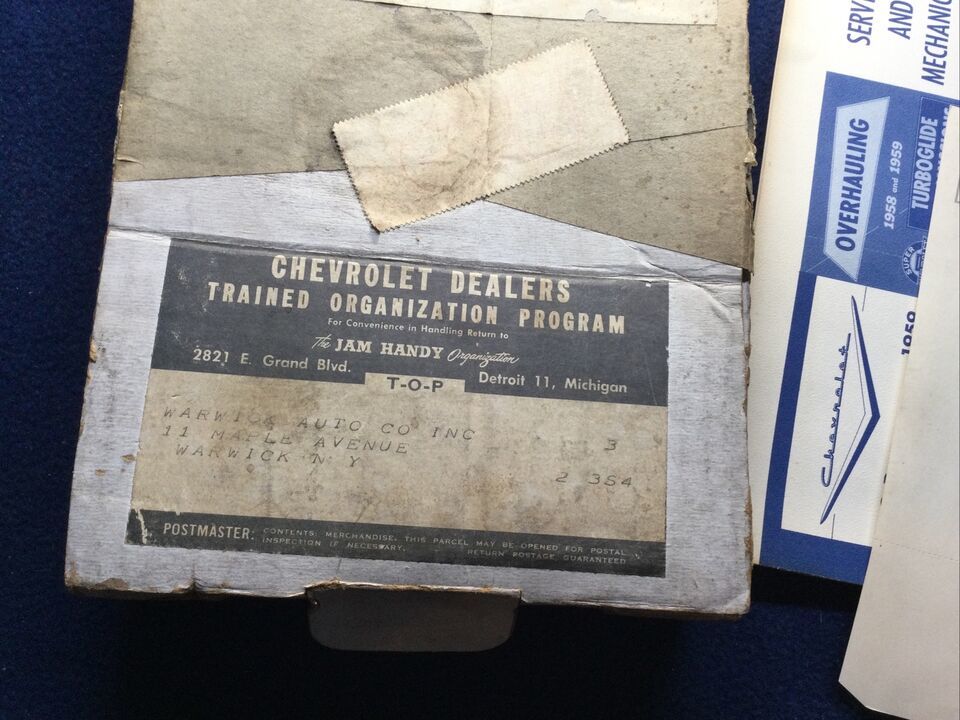 CHEVROLET DEALERS
TRAINED ORGANIZATION PROGRAM
For Convenience in Handling Return to
The JAM HANDY Organization
2821 E. Grand Blvd. Detroit 11, Michigan
T-O-P
WARWICK AUTO CO INC 3
11 MAPLE AVENUE
WARWICK N Y 2 354
POSTMASTER: CONTENTS: MERCHANDISE. THIS PARCEL MAY BE OPENED FOR POSTAL
INSPECTION IF NECESSARY. RETURN POSTAGE GUARANTEED
AND
MECHANIC
OVERHAULING
1958 and 1959
TURBOGLIDE
SUPER
Chevrolet
1959